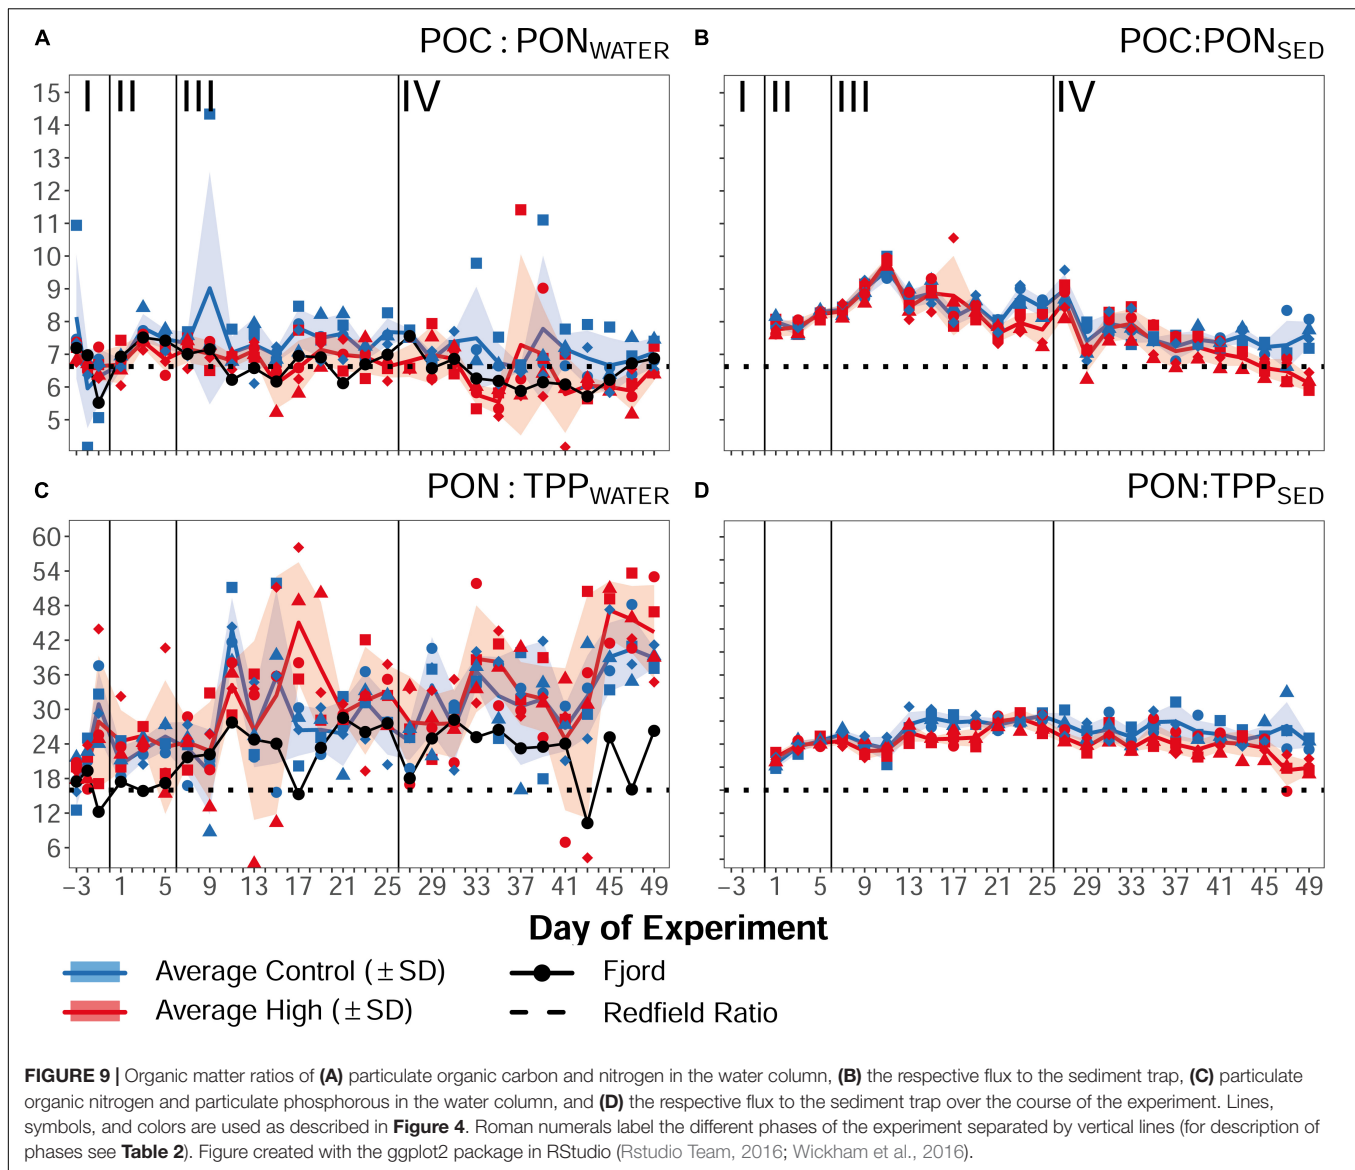 A
POC : PONWATER
B
POC:PONSED
I II III IV
I II III IV
15
14
13
12
11
10
9
8
7
6
5
C
PON : TPPWATER
D
PON:TPPSED
60
54
48
42
36
30
24
18
12
6
−3 1 5 9 13 17 21 25 29 33 37 41 45 49
−3 1 5 9 13 17 21 25 29 33 37 41 45 49
Day of Experiment
Average Control (± SD)
Fjord
Average High (± SD)
Redfield Ratio
FIGURE 9 | Organic matter ratios of (A) particulate organic carbon and nitrogen in the water column, (B) the respective flux to the sediment trap, (C) particulate
organic nitrogen and particulate phosphorous in the water column, and (D) the respective flux to the sediment trap over the course of the experiment. Lines,
symbols, and colors are used as described in Figure 4. Roman numerals label the different phases of the experiment separated by vertical lines (for description of
phases see Table 2). Figure created with the ggplot2 package in RStudio (Rstudio Team, 2016; Wickham et al., 2016).